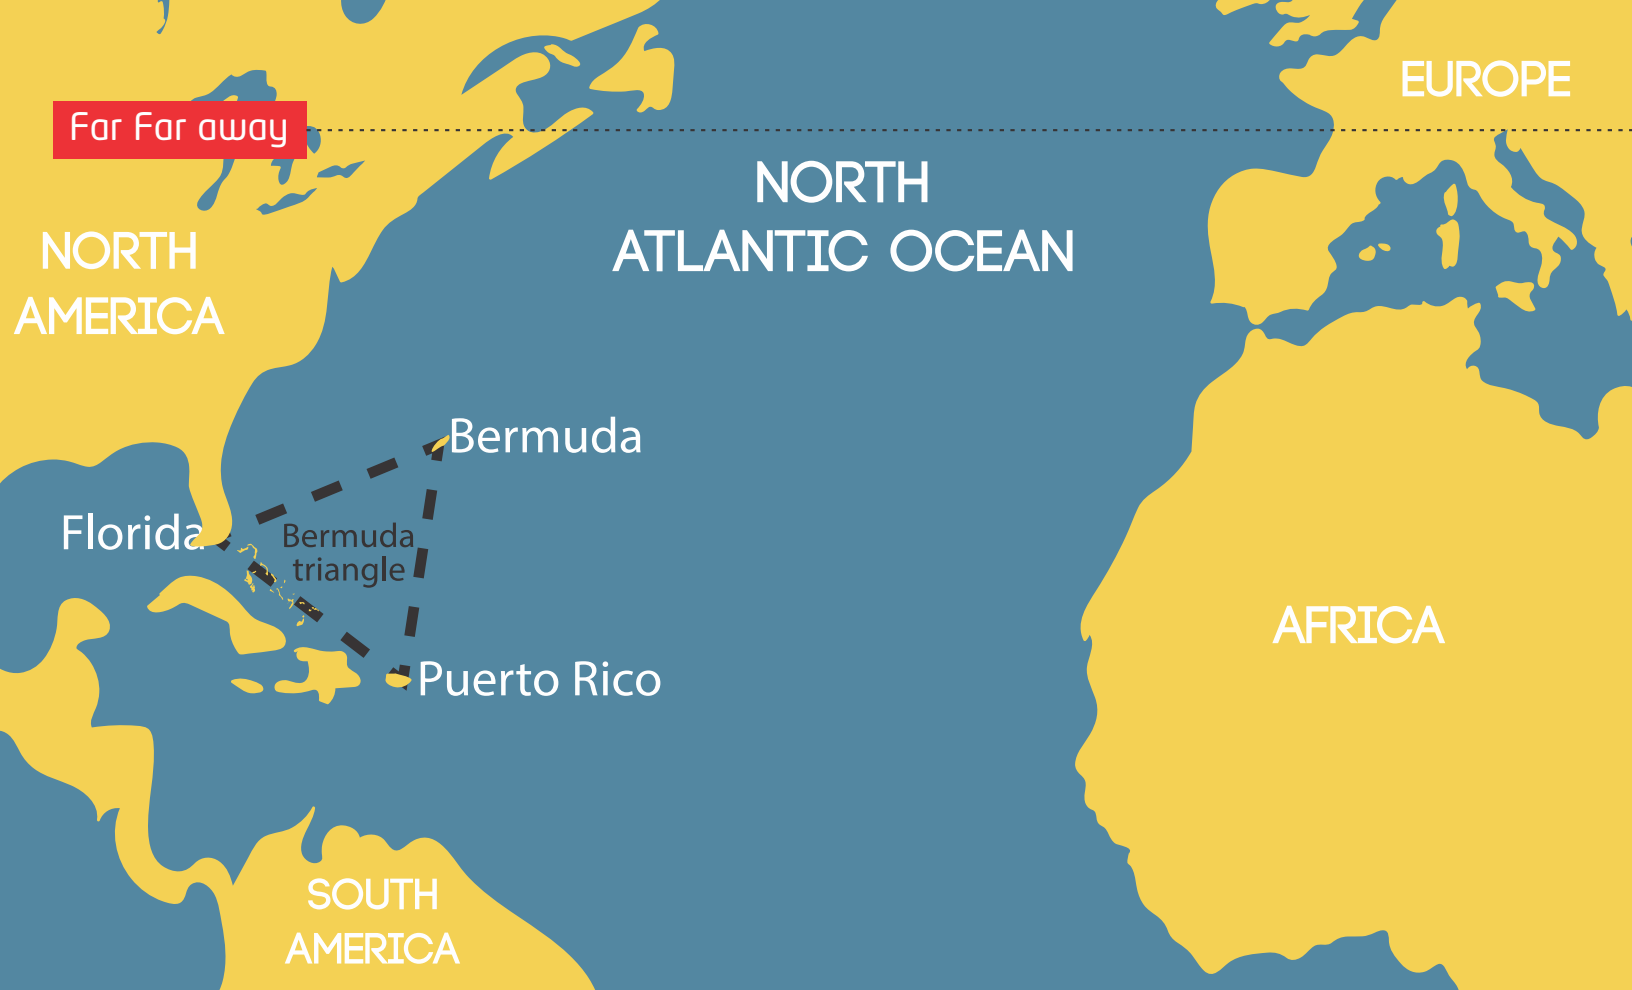 EUROPE
Far Far away
NORTH
ATLANTIC OCEAN
NORTH
AMERICA
Bermuda
Florida
Bermuda
triangle
AFRICA
Puerto Rico
SOUTH
AMERICA